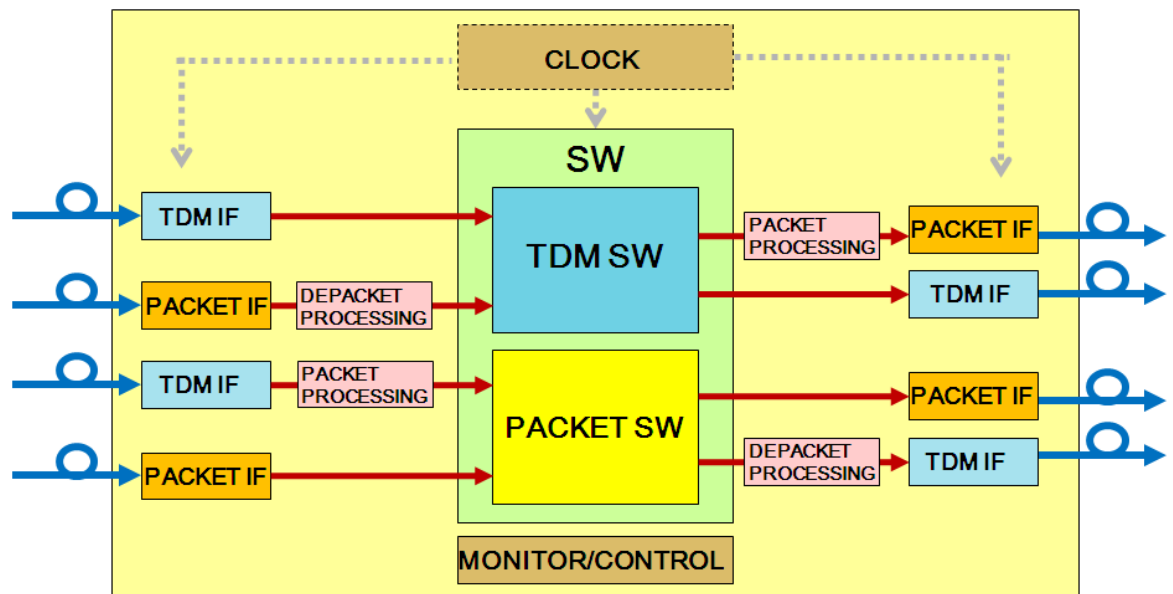 CLOCK
SW
TDM IF
TDM SW
PACKET
PROCESSING
PACKET IF
PACKET IF
DEPACKET
PROCESSING
TDM IF
TDM IF
PACKET
PROCESSING
PACKET SW
PACKET IF
PACKET IF
DEPACKET
PROCESSING
TDM IF
MONITOR/CONTROL